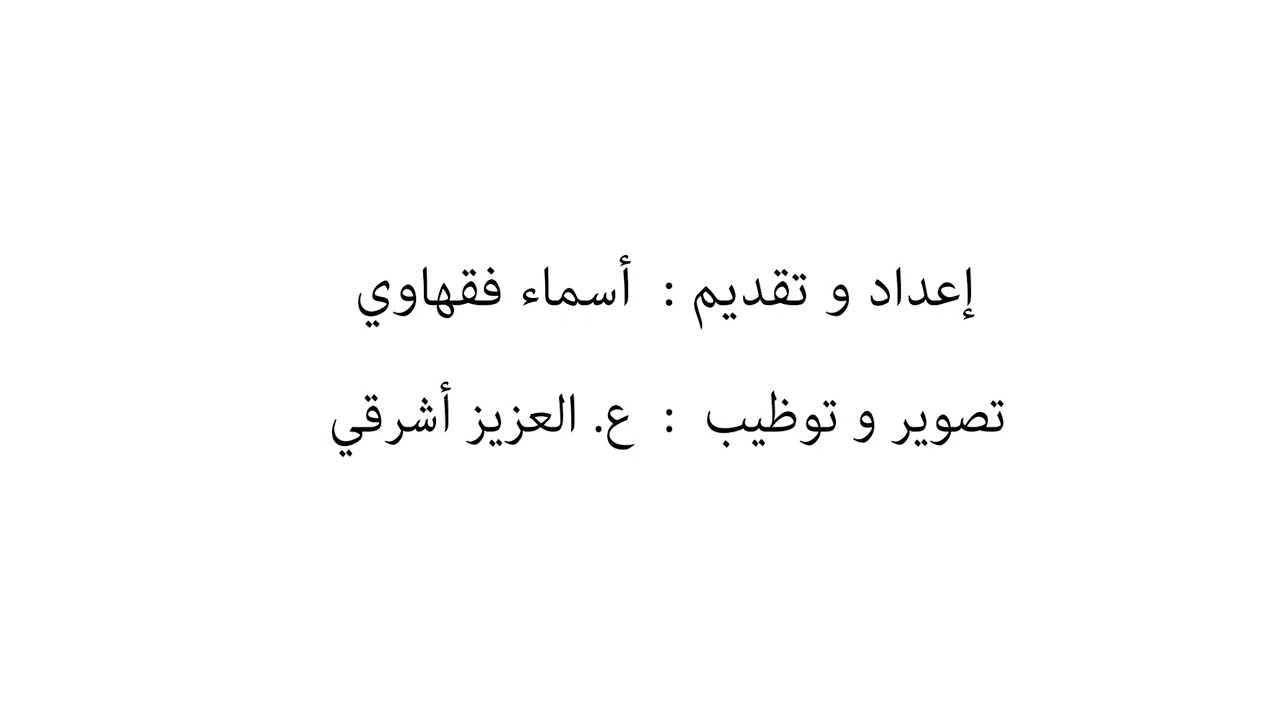 إعداد و تقديم : أسماء فقهاوي
تصوير و توظيب : ع. العزيز أشرقي